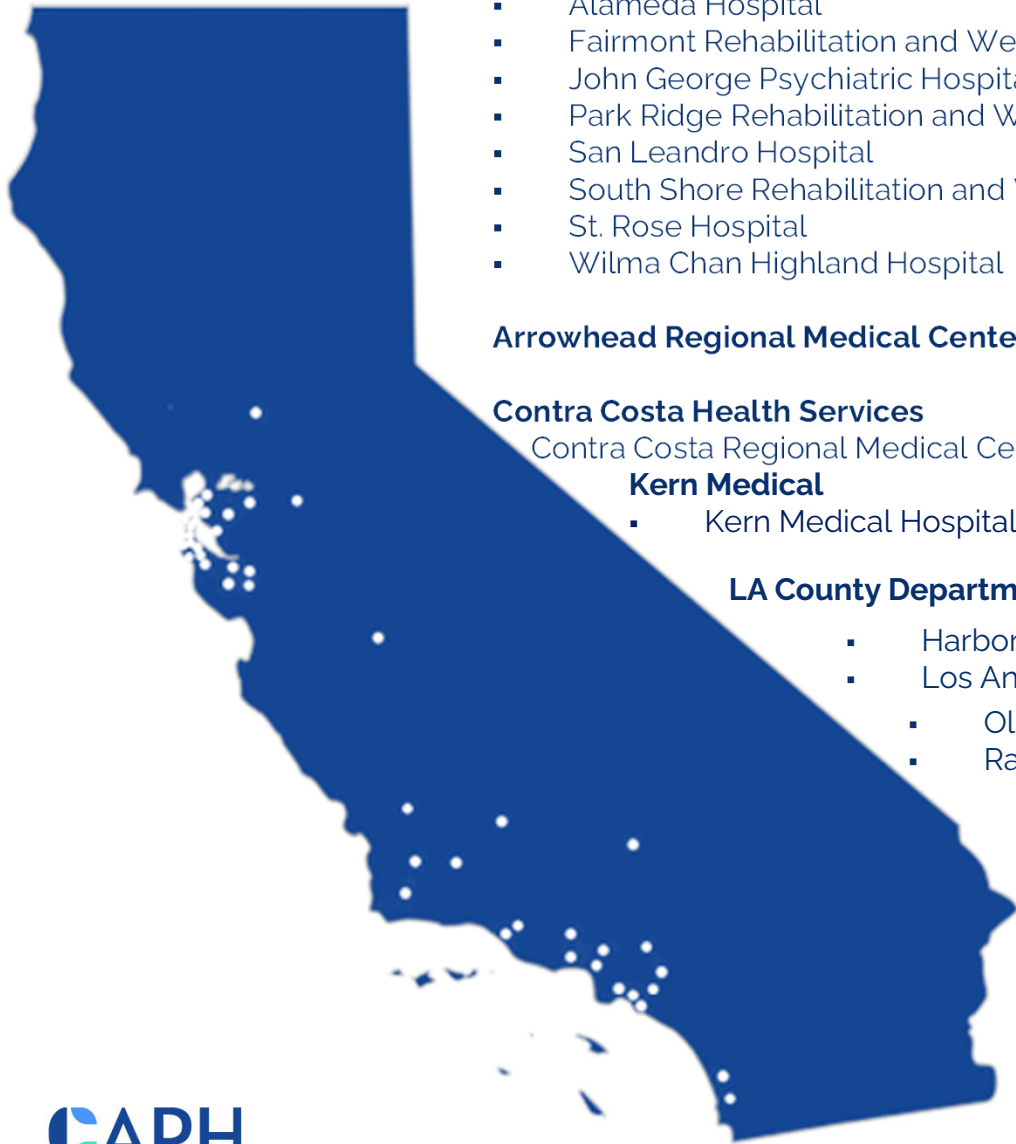 Alameda Hospital
Fairmont Rehabilitation and We
John George Psychiatric Hospita
Park Ridge Rehabilitation and W
San Leandro Hospital
South Shore Rehabilitation and
St. Rose Hospital
Wilma Chan Highland Hospital
Arrowhead Regional Medical Cente
Contra Costa Health Services
Contra Costa Regional Medical Ce
Kern Medical
Kern Medical Hospital
LA County Departm
Harbor
Los An
Ol
Ra
CAPH